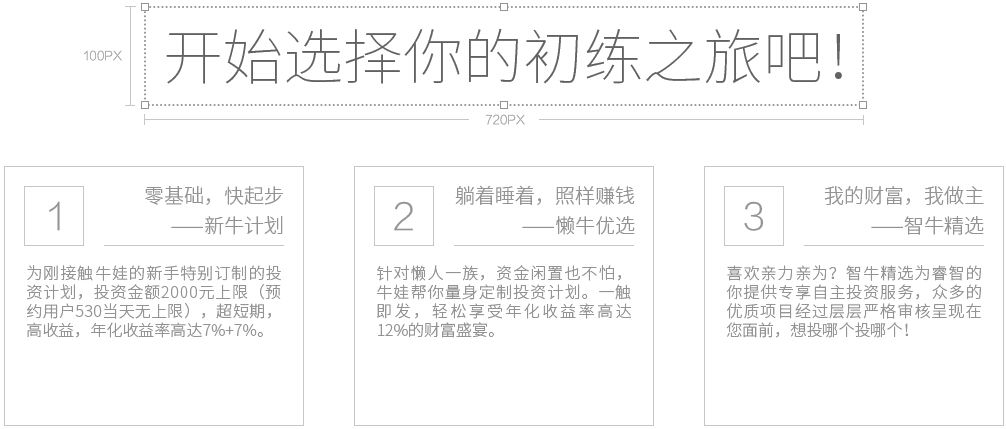 100PX
开始选择你的初练之旅吧！
720PX
1
零基础，快起步
——新牛计划
为刚接触牛娃的新手特别订制的投
资计划，投资金额2000元上限（预
约用户530当天无上限），超短期，
高收益，年化收益率高达7%+7%。
2
躺着睡着，照样赚钱
——懒牛优选
针对懒人一族，资金闲置也不怕，
牛娃帮你量身定制投资计划。一触
即发，轻松享受年化收益率高达
12%的财富盛宴。
3
我的财富，我做主
——智牛精选
喜欢亲力亲为？智牛精选为睿智的
你提供专享自主投资服务，众多的
优质项目经过层层严格审核呈现在
您面前，想投哪个投哪个！